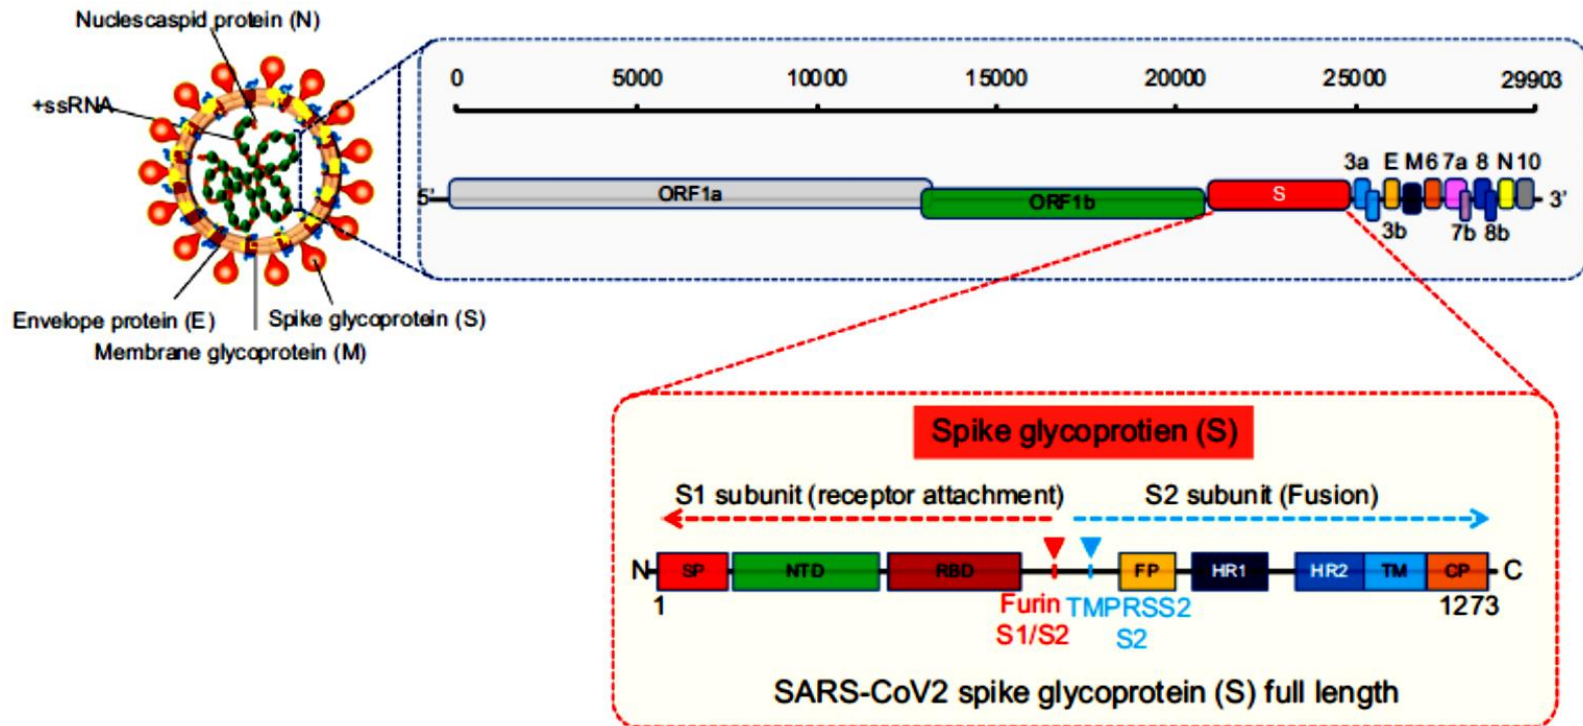 Nuclescaspid protein (N)
+ssRNA
Envelope protein (E)
Spike glycoprotein (S)
Membrane glycoprotein (M)
0 5000 10000 15000 20000 25000 29903
3a E M 6 7a 8 N 10
5' ORF1a ORF1b S 3'
3b 7b 8b
Spike glycoprotien (S)
S1 subunit (receptor attachment) S2 subunit (Fusion)
N SP NTD RBD FP HR1 HR2 TM CP C
1 1273
Furin TMPRSS2
S1/S2 S2
SARS-CoV2 spike glycoprotein (S) full length